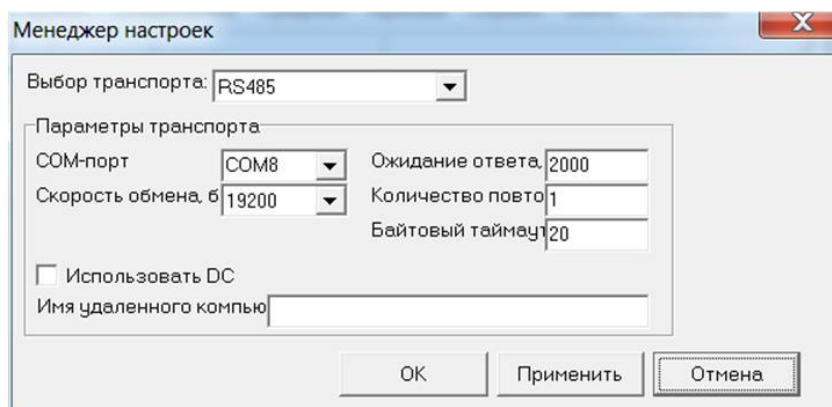 Менеджер настроек
X
Выбор транспорта: RS485
Параметры транспорта
COM-порт COM8 Ожидание ответа, 2000
Скорость обмена, б 19200 Количество повто 1
Байтовый таймаут 20
Использовать DC
Имя удаленного компью
OK Применить Отмена